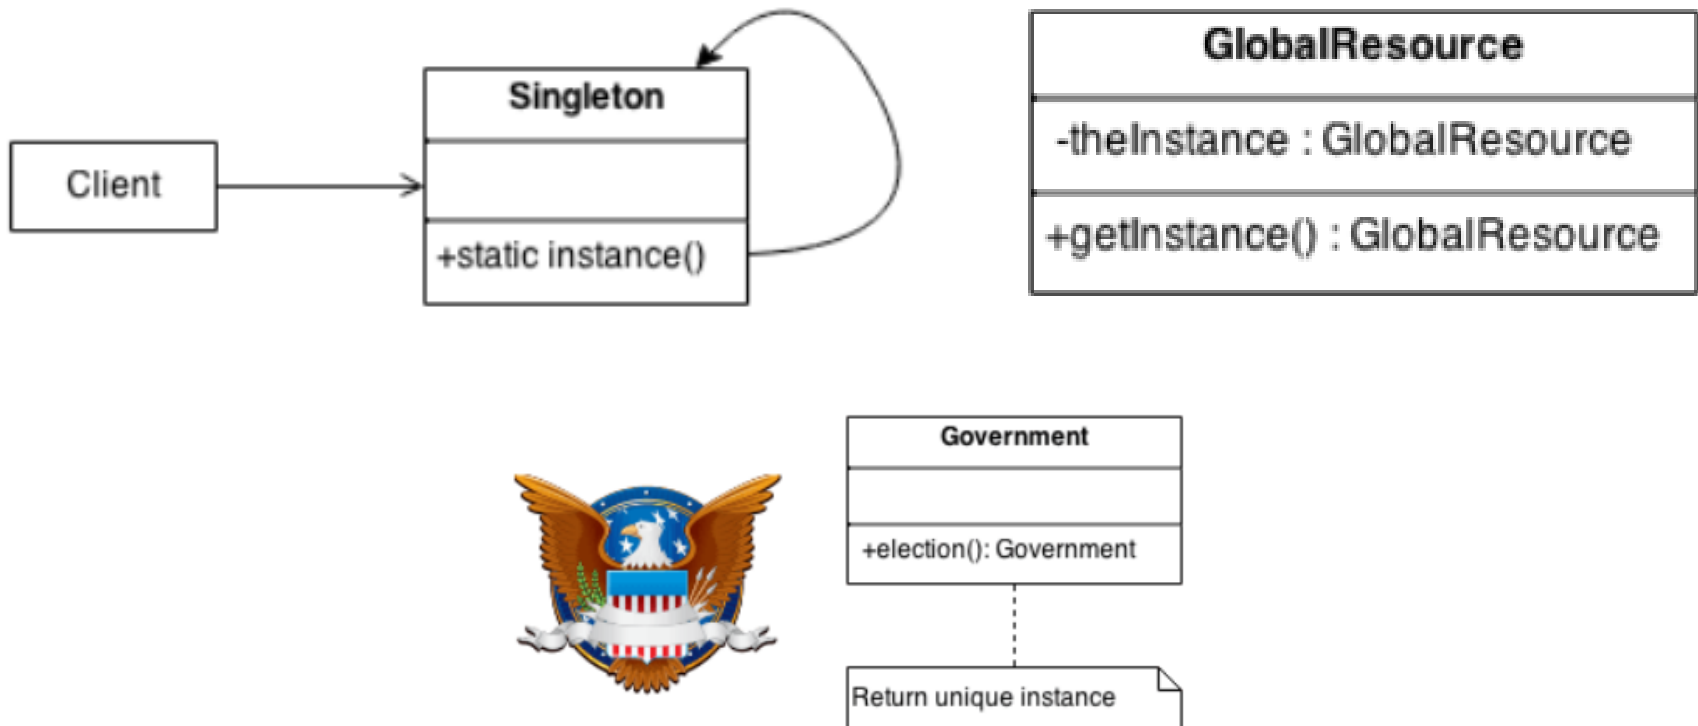 Singleton
Client
+static instance()
GlobalResource
-theInstance : GlobalResource
+getInstance() : GlobalResource
Government
+election(): Government
Return unique instance